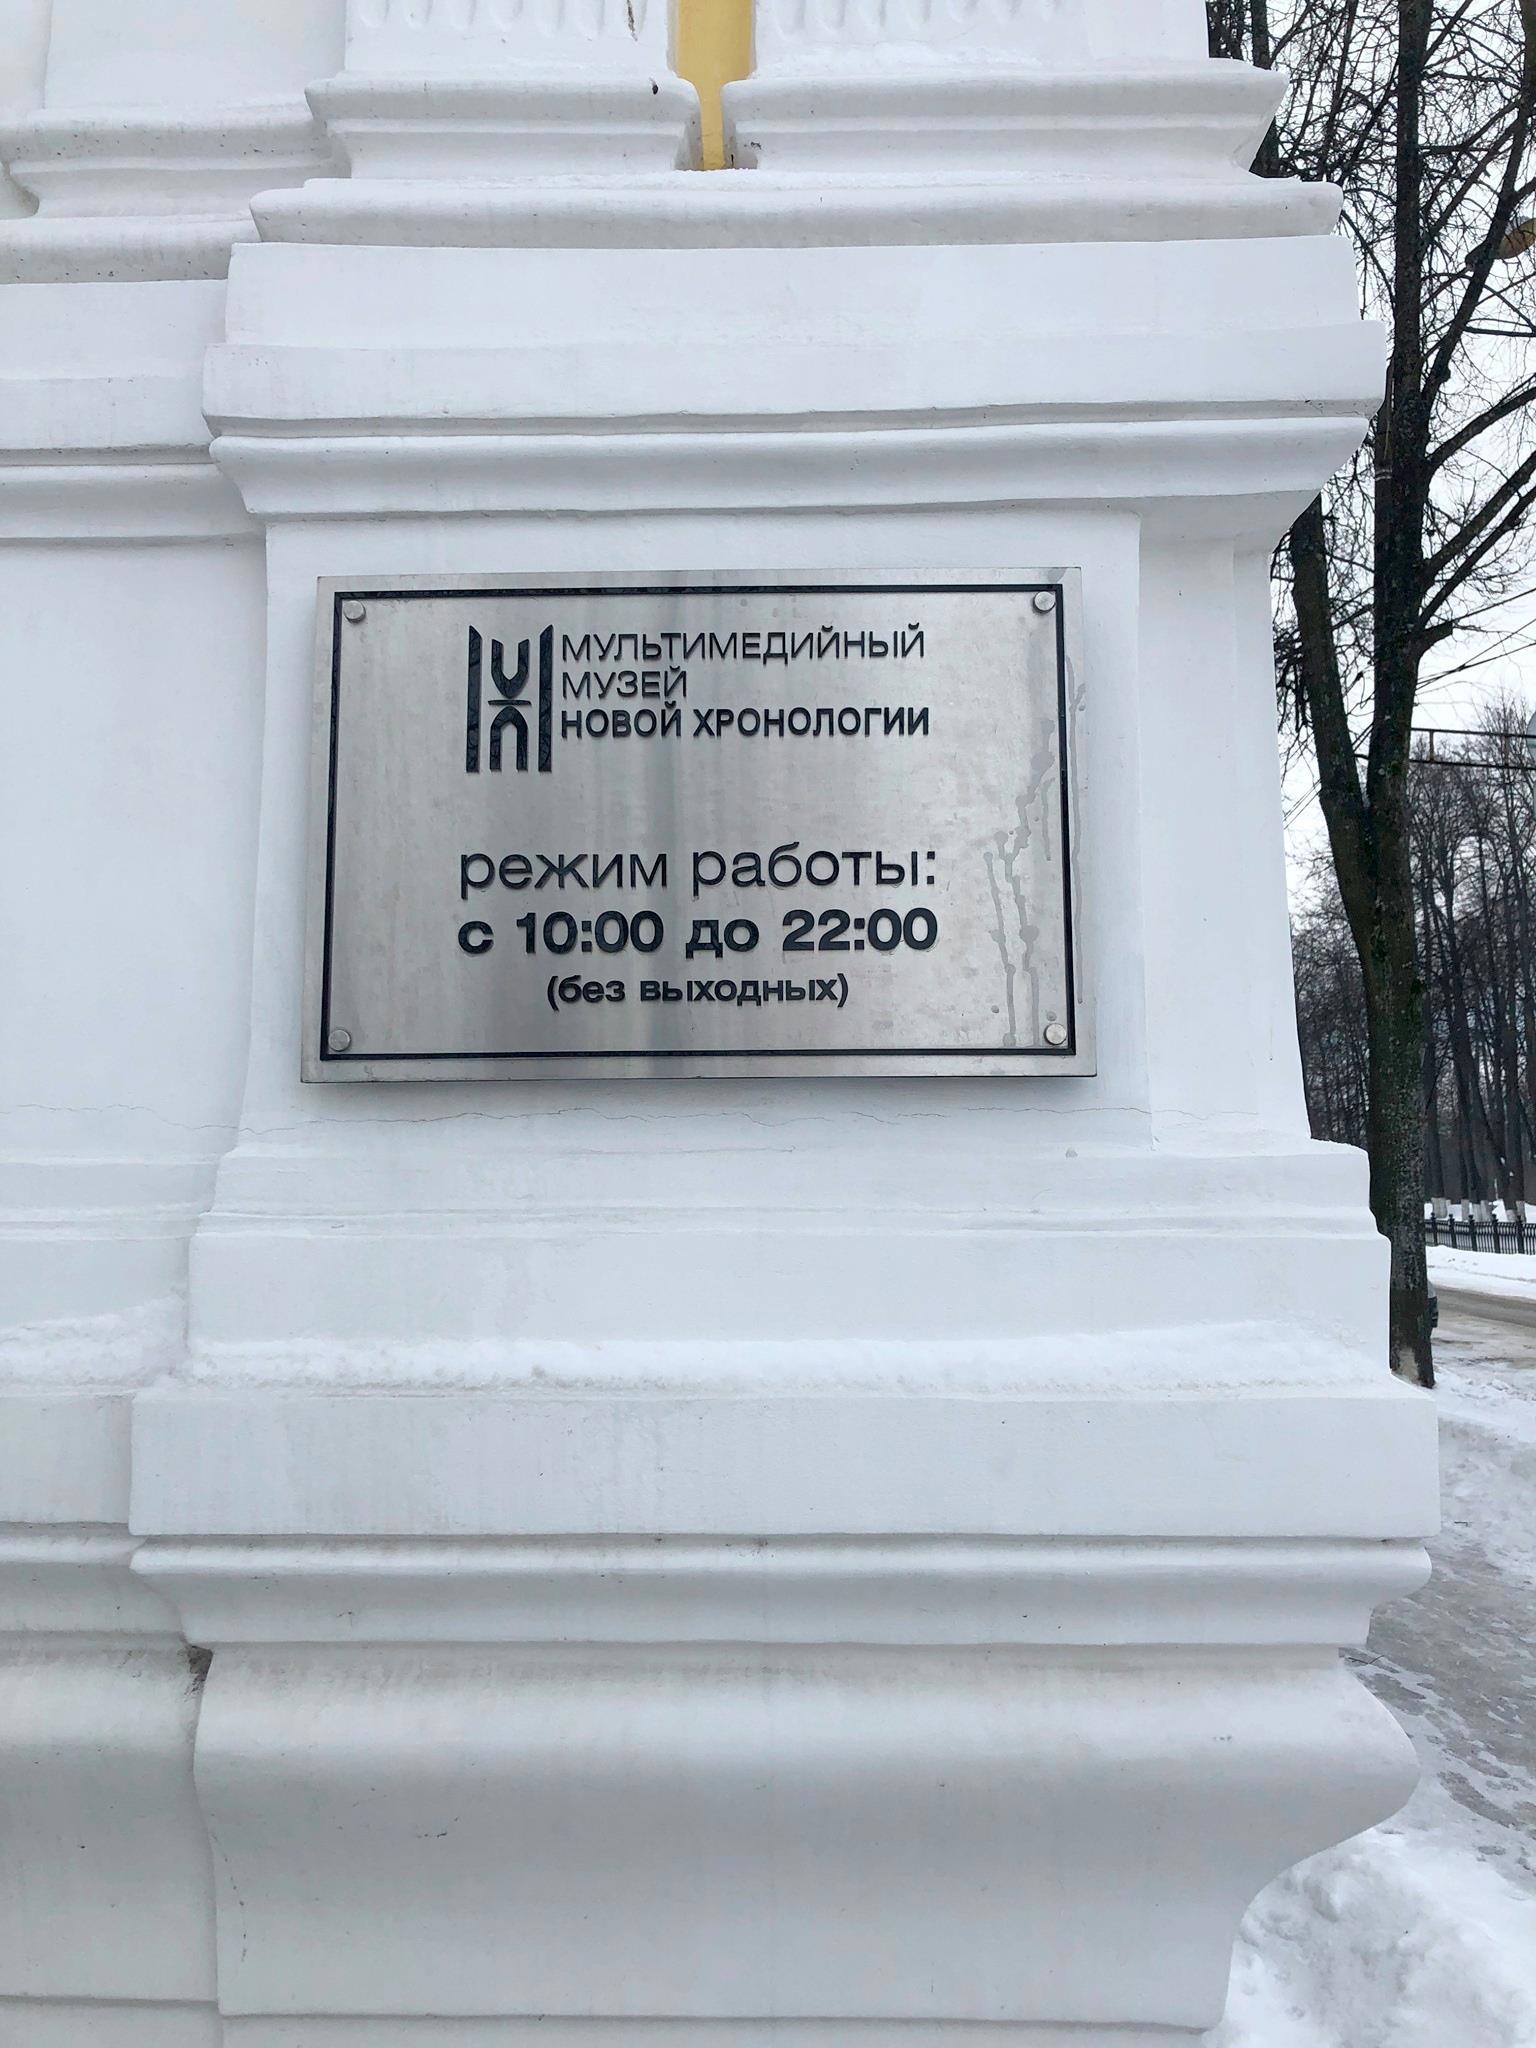 МУЛЬТИМЕДИЙНЫЙ
МУЗЕЙ
НОВОЙ ХРОНОЛОГИИ
режим работы:
с 10:00 до 22:00
(без выходных)